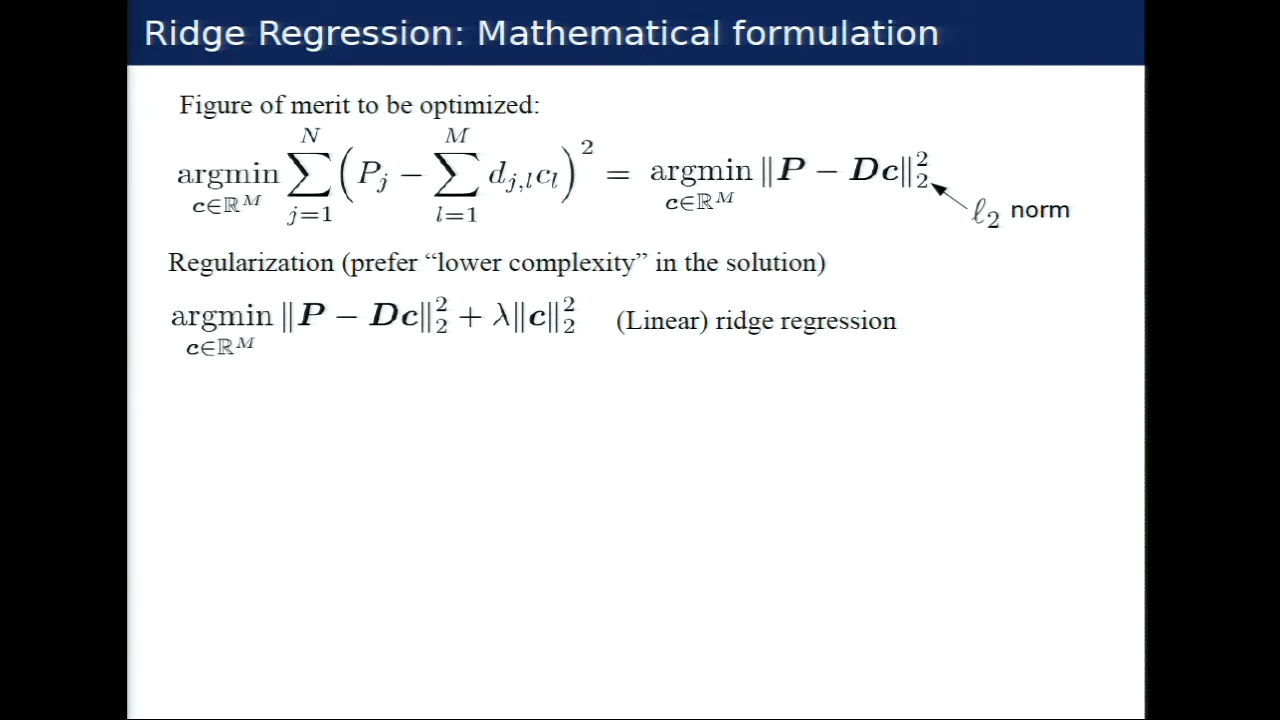 Ridge Regression: Mathematical formulation
Figure of merit to be optimized:
argmin_{c∈ℝ^M} ∑_{j=1}^{N} (P_j − ∑_{l=1}^{M} d_{j,l}c_l)^2 = argmin_{c∈ℝ^M} ‖P − Dc‖_2^2
ℓ_2 norm
Regularization (prefer “lower complexity” in the solution)
argmin_{c∈ℝ^M} ‖P − Dc‖_2^2 + λ‖c‖_2^2 (Linear) ridge regression